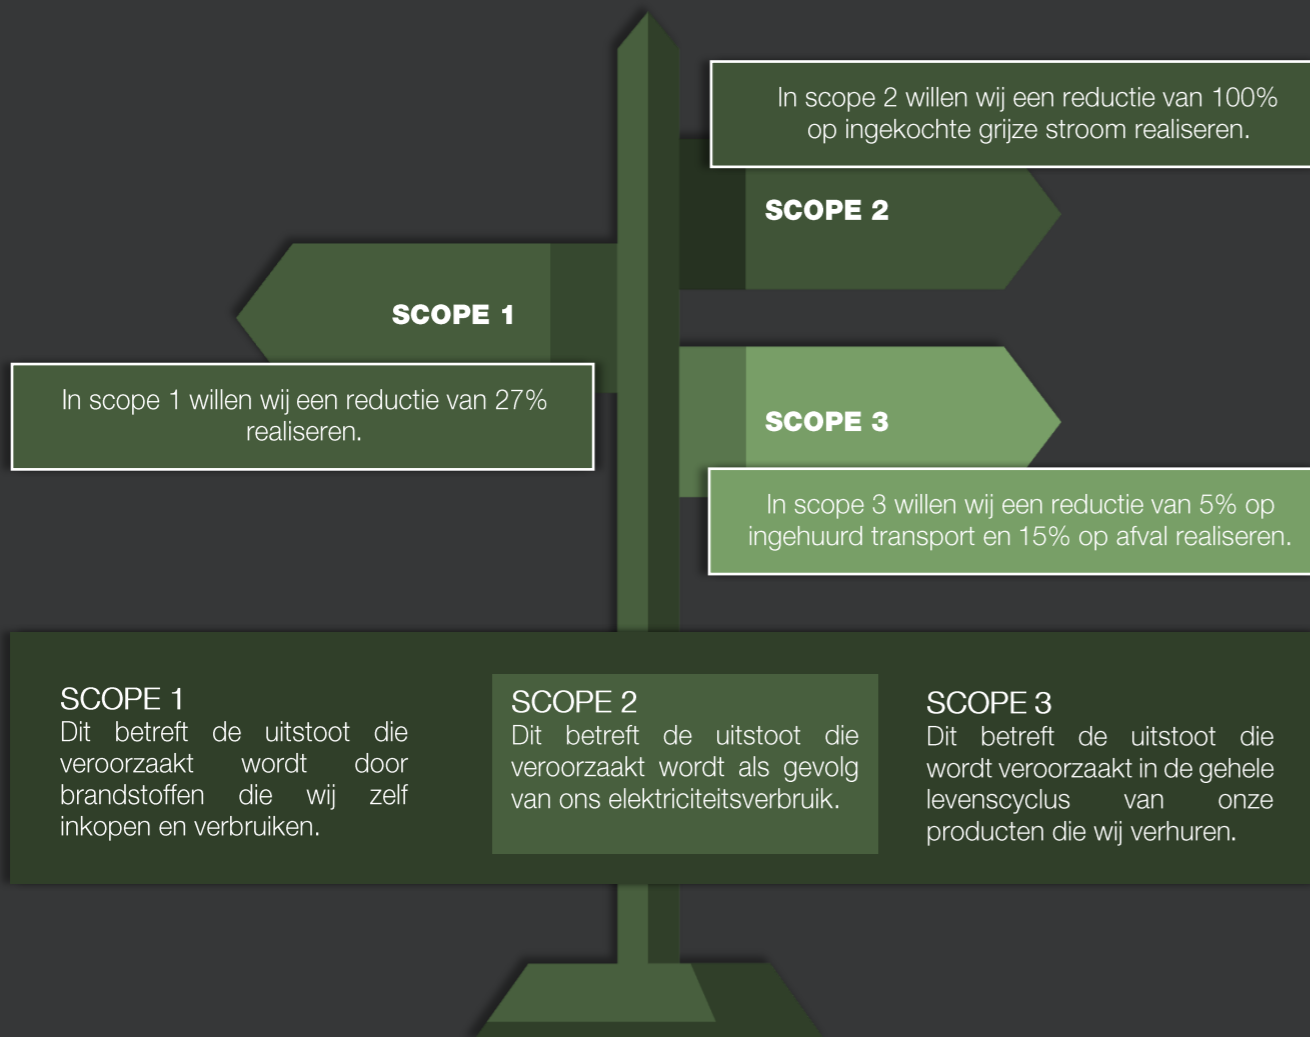 In scope 2 willen wij een reductie van 100%
op ingekochte grijze stroom realiseren.
SCOPE 2
SCOPE 1
In scope 1 willen wij een reductie van 27%
realiseren.
SCOPE 3
In scope 3 willen wij een reductie van 5% op
ingehuurd transport en 15% op afval realiseren.
SCOPE 1
Dit betreft de uitstoot die
veroorzaakt wordt door
brandstoffen die wij zelf
inkopen en verbruiken.
SCOPE 2
Dit betreft de uitstoot die
veroorzaakt wordt als gevolg
van ons elektriciteitsverbruik.
SCOPE 3
Dit betreft de uitstoot die
wordt veroorzaakt in de gehele
levenscyclus van onze
producten die wij verhuren.